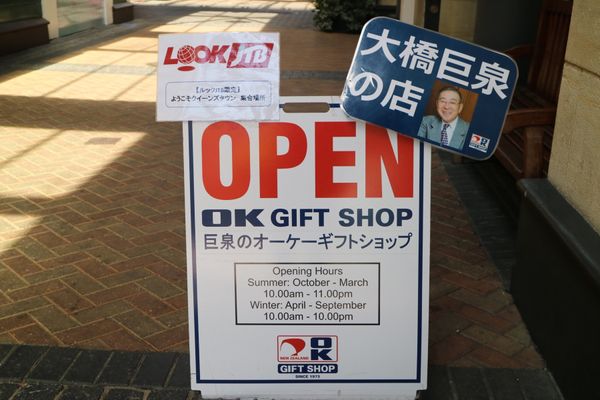 LOOK JTB
【ルックJTB限定】
ようこそクイーンズタウン 集合場所
大橋巨泉
の店
OK
OPEN
OK GIFT SHOP
巨泉のオーケーギフトショップ
Opening Hours
Summer: October - March
10.00am - 11.00pm
Winter: April - September
10.00am - 10.00pm
NEW ZEALAND
OK
GIFT SHOP
SINCE 1973